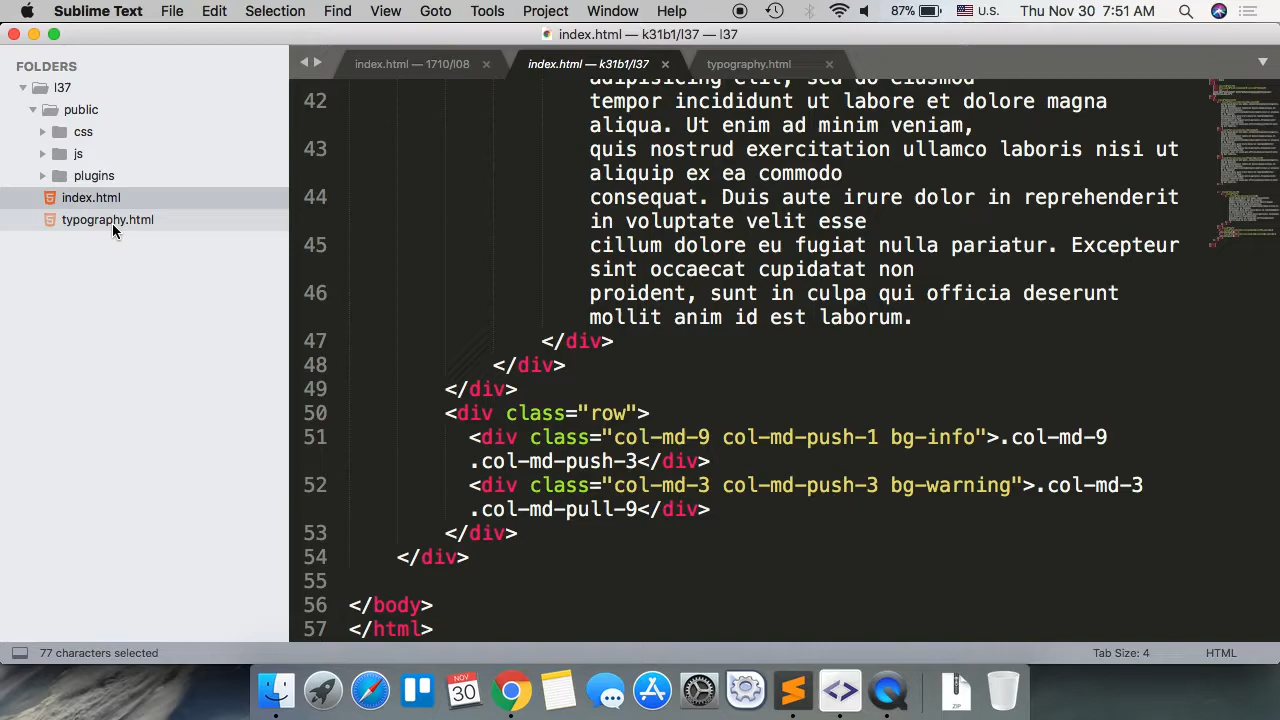 Sublime Text File Edit Selection Find View Goto Tools Project Window Help 87% U.S. Thu Nov 30 7:51 AM
index.html — k31b1/l37 — l37
FOLDERS
l37
public
css
js
plugins
index.html
typography.html
index.html — 1710/l08
index.html — k31b1/l37
typography.html
adipisicing elit, sed do eiusmod
42 tempor incididunt ut labore et dolore magna
aliqua. Ut enim ad minim veniam,
43 quis nostrud exercitation ullamco laboris nisi ut
aliquip ex ea commodo
44 consequat. Duis aute irure dolor in reprehenderit
in voluptate velit esse
45 cillum dolore eu fugiat nulla pariatur. Excepteur
sint occaecat cupidatat non
46 proident, sunt in culpa qui officia deserunt
mollit anim id est laborum.
47 </div>
48 </div>
49 </div>
50 <div class="row">
51 <div class="col-md-9 col-md-push-1 bg-info">.col-md-9
.col-md-push-3</div>
52 <div class="col-md-3 col-md-push-3 bg-warning">.col-md-3
.col-md-pull-9</div>
53 </div>
54 </div>
55
56 </body>
57 </html>
77 characters selected Tab Size: 4 HTML
NOV
30
ZIP